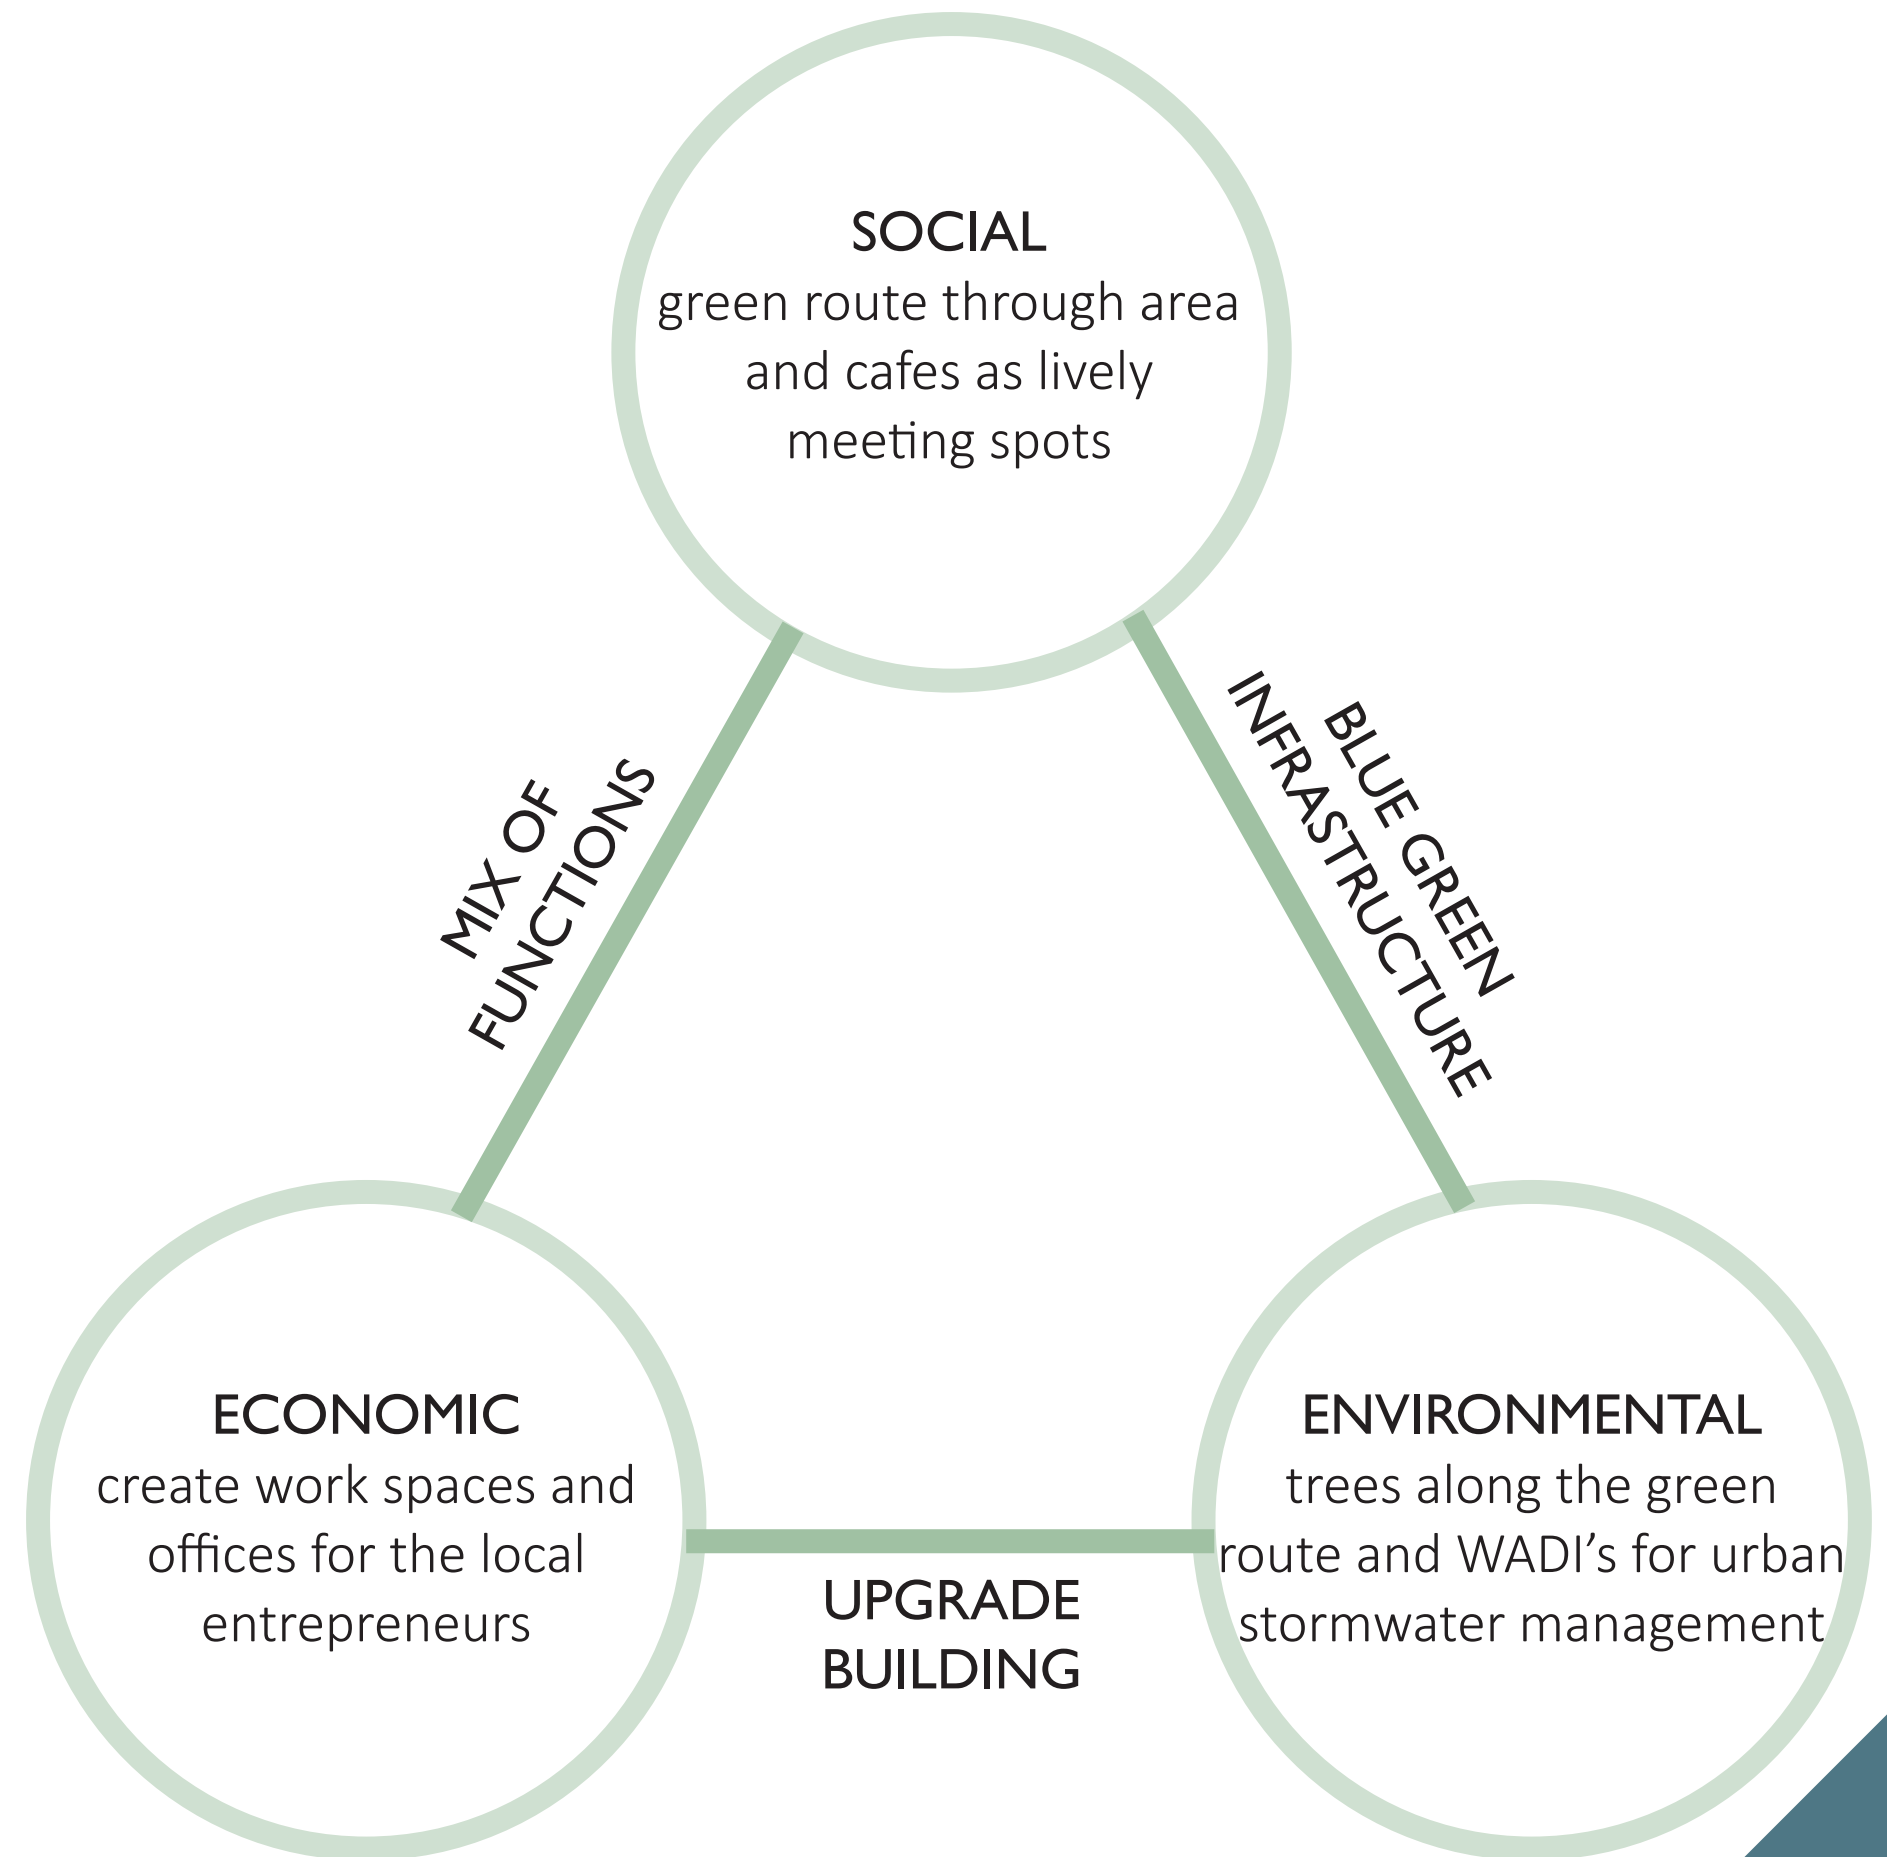 SOCIAL
green route through area
and cafes as lively
meeting spots
MIX OF
FUNCTIONS
BLUE GREEN
INFRASTRUCTURE
ECONOMIC
create work spaces and
offices for the local
entrepreneurs
UPGRADE
BUILDING
ENVIRONMENTAL
trees along the green
route and WADI’s for urban
stormwater management